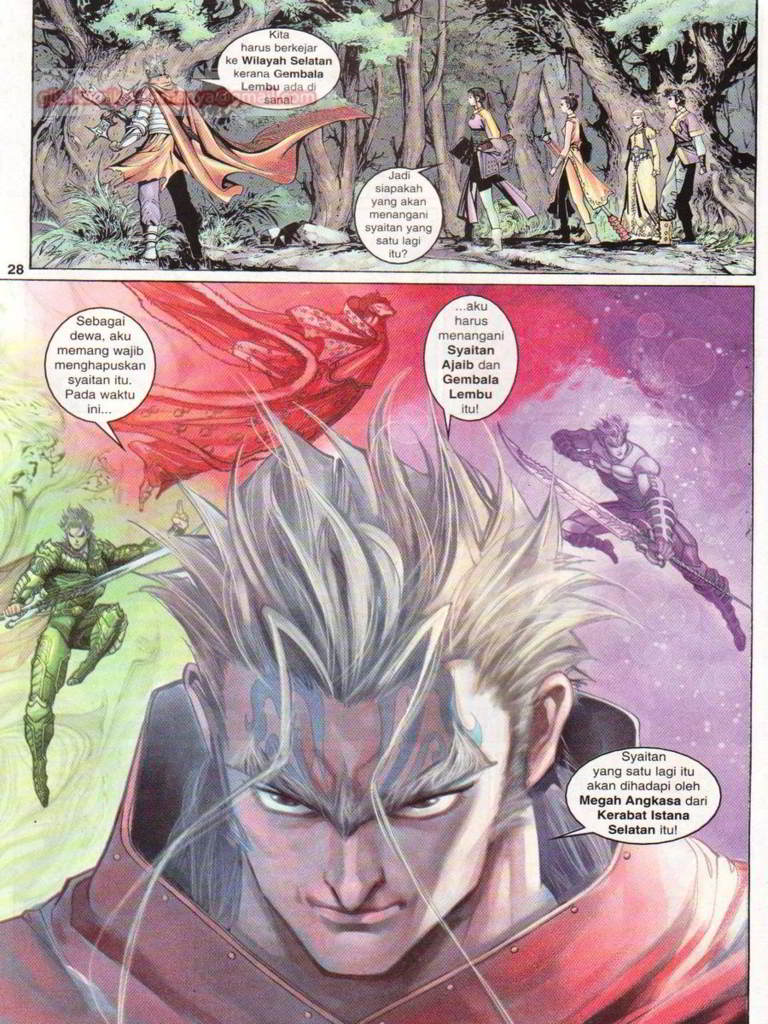 Kita
harus berkejar
ke Wilayah Selatan
kerana Gembala
Lembu ada di
sana!
Jadi
siapakah
yang akan
menangani
syaitan yang
satu lagi
itu?
28
Sebagai
dewa, aku
memang wajib
menghapuskan
syaitan itu.
Pada waktu
ini...
...aku
harus
menangani
Syaitan
Ajaib dan
Gembala
Lembu
itu!
Syaitan
yang satu lagi itu
akan dihadapi oleh
Megah Angkasa dari
Kerabat Istana
Selatan itu!